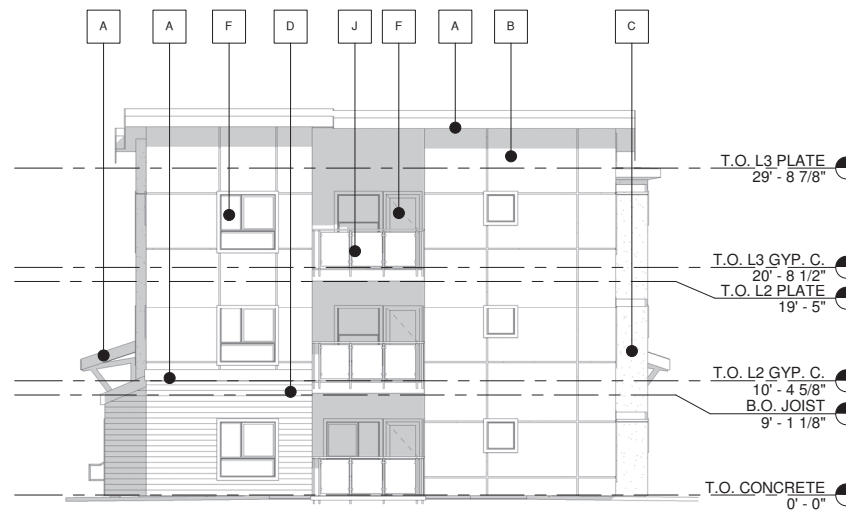 A A F D J F A B C
T.O. L3 PLATE
29' - 8 7/8"
T.O. L3 GYP. C.
20' - 8 1/2"
T.O. L2 PLATE
19' - 5"
T.O. L2 GYP. C.
10' - 4 5/8"
B.O. JOIST
9' - 1 1/8"
T.O. CONCRETE
0' - 0"